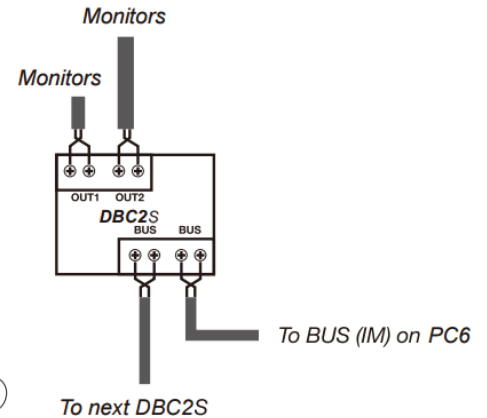 Monitors
Monitors
OUT1 OUT2
DBC2S
BUS BUS
To BUS (IM) on PC6
To next DBC2S